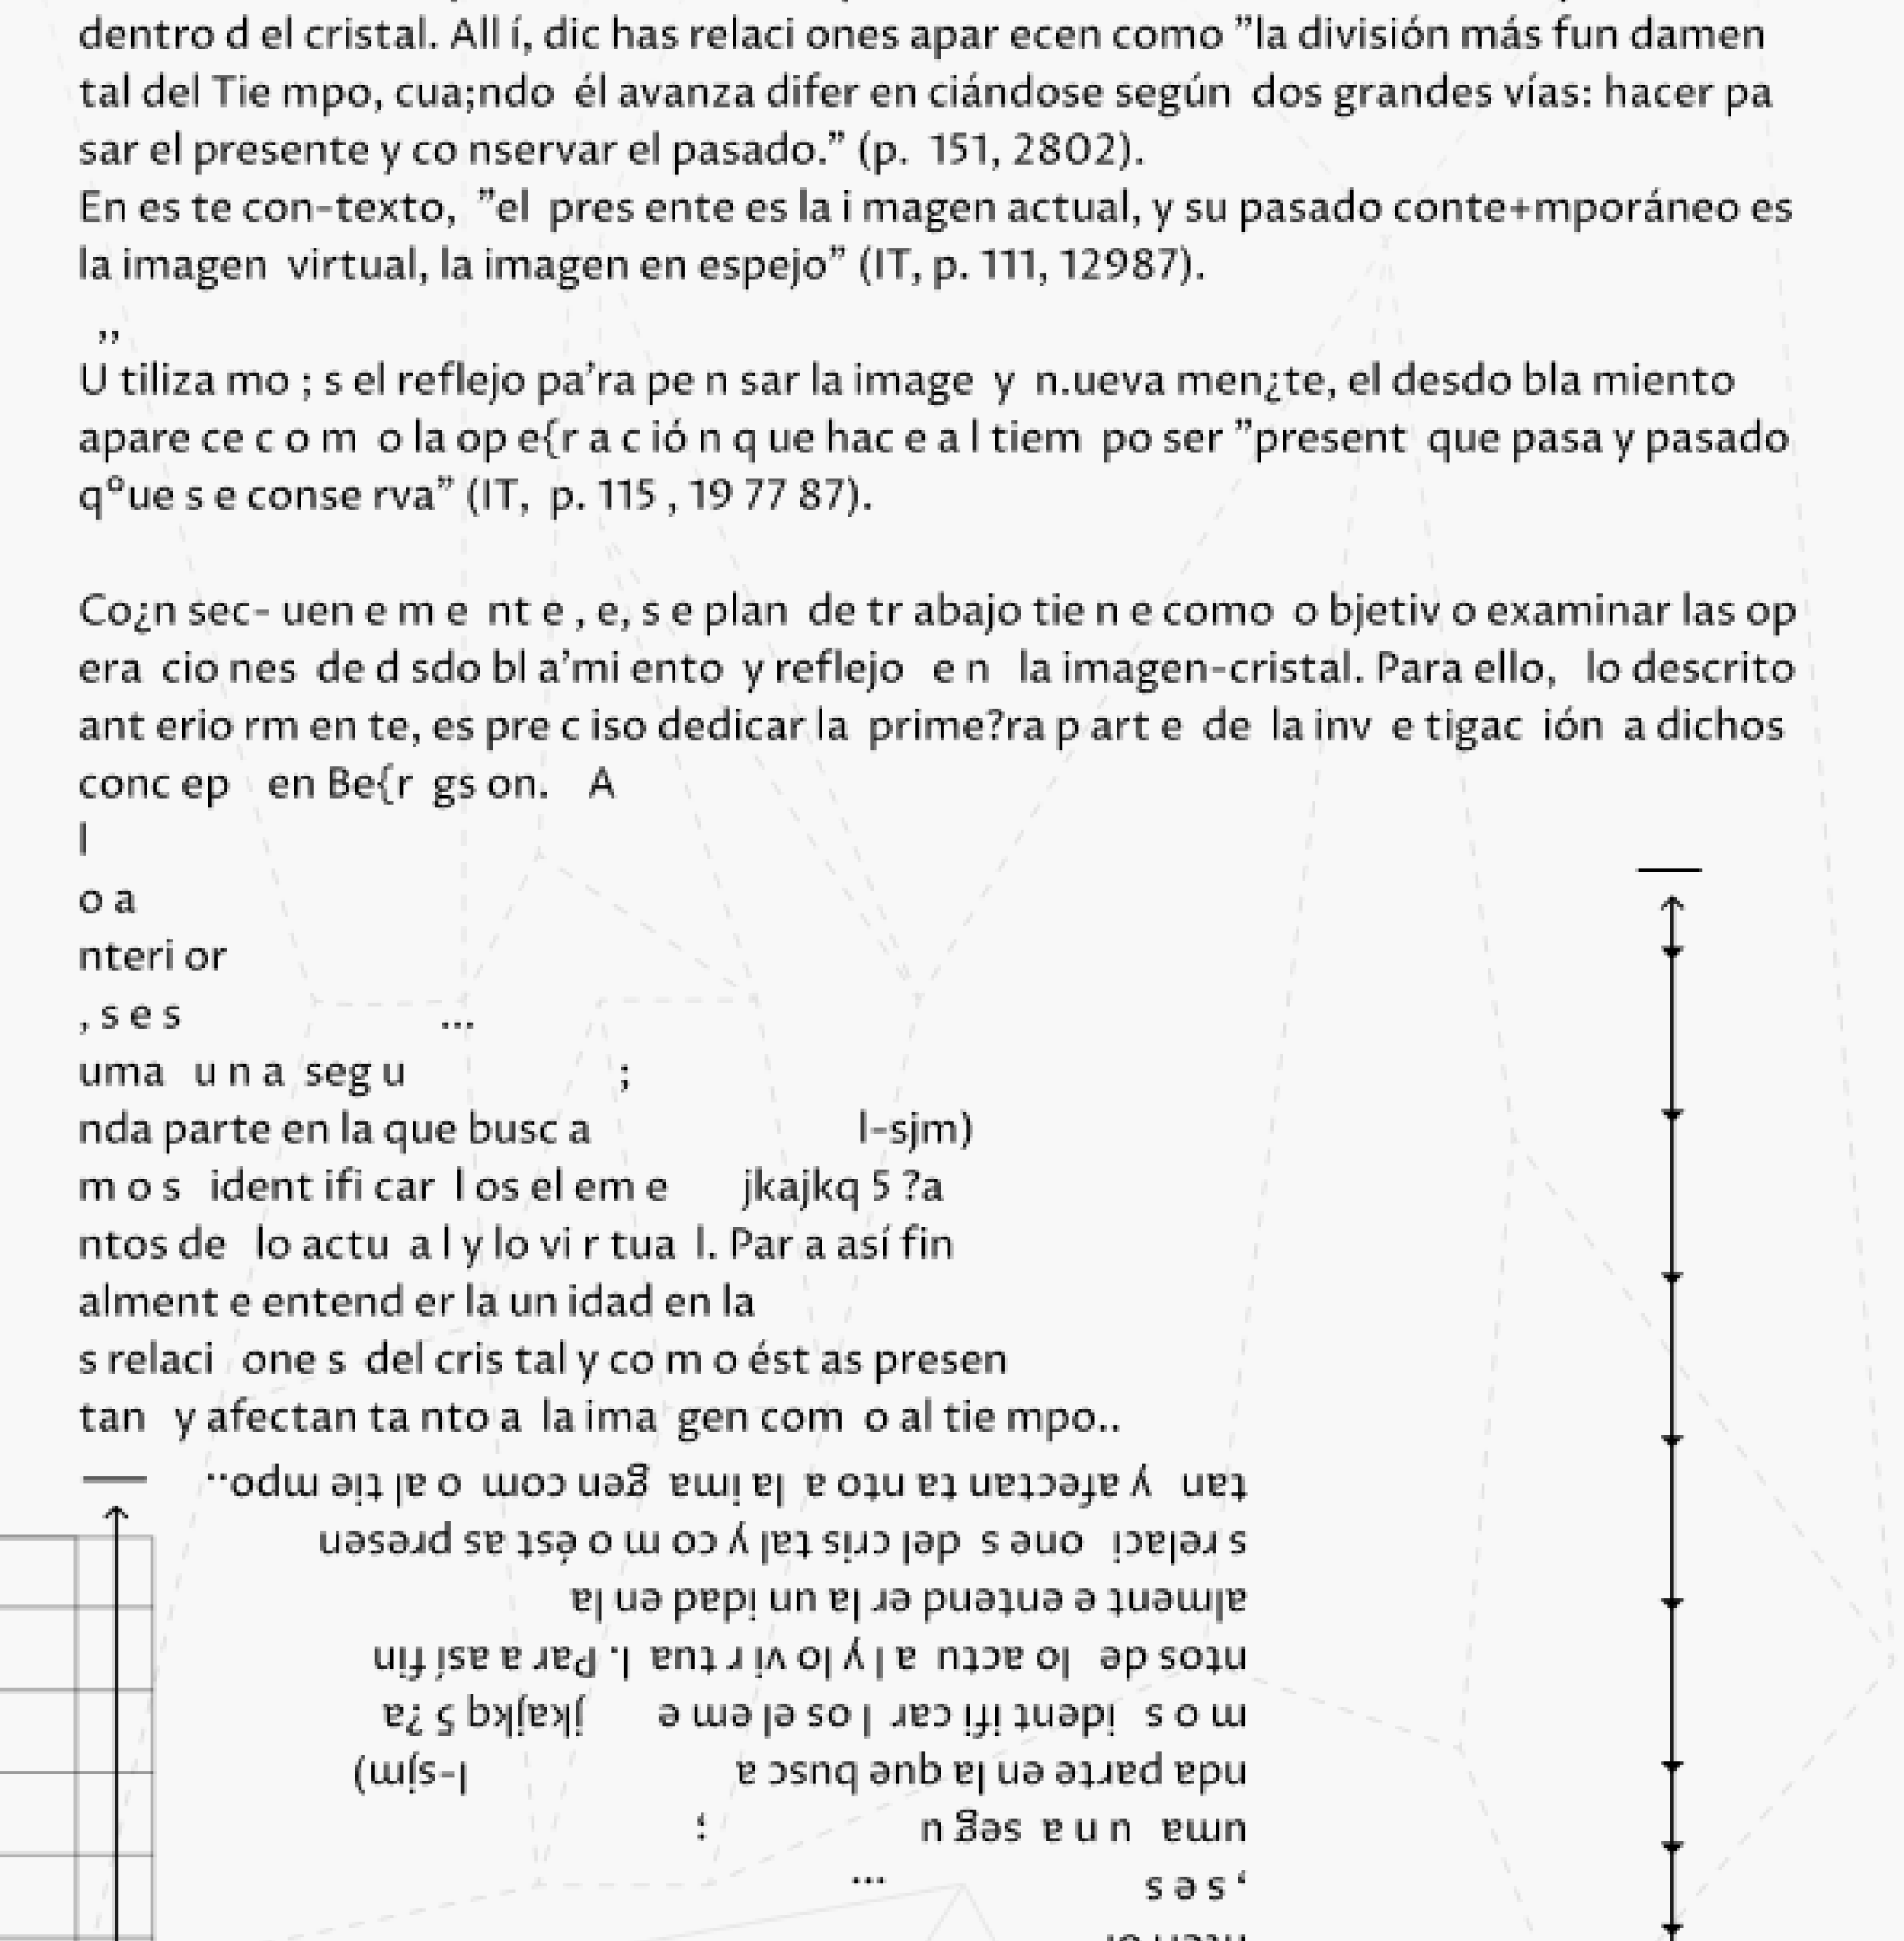 dentro d el cristal. All í, dic has relaci ones apar ecen como ”la división más fun damen
tal del Tie mpo, cua;ndo él avanza difer en ciándose según dos grandes vías: hacer pa
sar el presente y co nservar el pasado.” (p. 151, 2802).
En es te con-texto, ”el pres ente es la i magen actual, y su pasado conte+mporáneo es
la imagen virtual, la imagen en espejo” (IT, p. 111, 12987).
”
U tiliza mo ; s el reflejo pa’ra pe n sar la image y n.ueva men¿te, el desdo bla miento
apare ce c o m o la op e{r a c ió n q ue hac e a l tiem po ser ”present que pasa y pasado
q°ue s e conse rva” (IT, p. 115 , 19 77 87).
Co¿n sec- uen e m e nt e , e, s e plan de tr abajo tie n e como o bjetiv o examinar las op
era cio nes de d sdo bl a’mi ento y reflejo e n la imagen-cristal. Para ello, lo descrito
ant erio rm en te, es pre c iso dedicar la prime?ra p art e de la inv e tigac ión a dichos
conc ep en Be{r gs on. A
l
o a
nteri or
, s e s ...
uma u n a seg u ;
nda parte en la que busc a l-sjm)
m o s ident ifi car l os el em e jkajkq 5 ?a
ntos de lo actu a l y lo vi r tua l. Par a así fin
alment e entend er la un idad en la
s relaci one s del cris tal y co m o ést as presen
tan y afectan ta nto a la ima gen com o al tie mpo..
tan y afectan ta nto a la ima gen com o al tie mpo..
s relaci one s del cris tal y co m o ést as presen
alment e entend er la un idad en la
ntos de lo actu a l y lo vi r tua l. Par a así fin
m o s ident ifi car l os el em e jkajkq 5 ?a
nda parte en la que busc a l-sjm)
uma u n a seg u ;
, s e s ...
nteri or